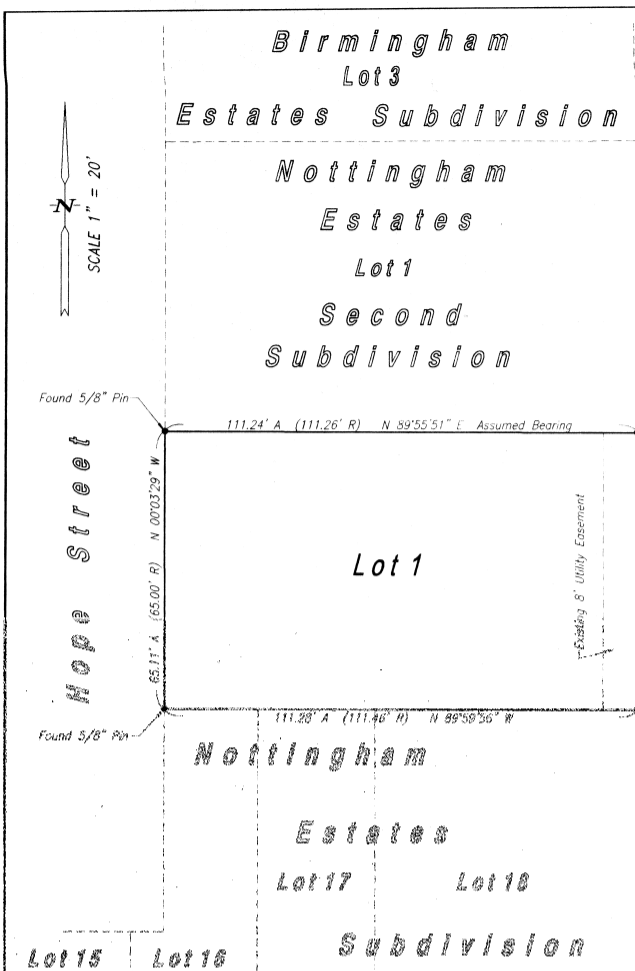 Birmingham
Lot 3
Estates Subdivision
N
SCALE 1" = 20'
Nottingham
Estates
Lot 1
Second
Subdivision
Found 5/8" Pin
111.24' A (111.26' R) N 89°55'51" E Assumed Bearing
Hope Street
65.11' A (65.00' R) N 00°03'29" W
Lot 1
Existing 8' Utility Easement
Found 5/8" Pin
111.28' A (111.46' R) N 89°59'56" W
Nottingham
Estates
Lot 17
Lot 18
Subdivision
Lot 15
Lot 16